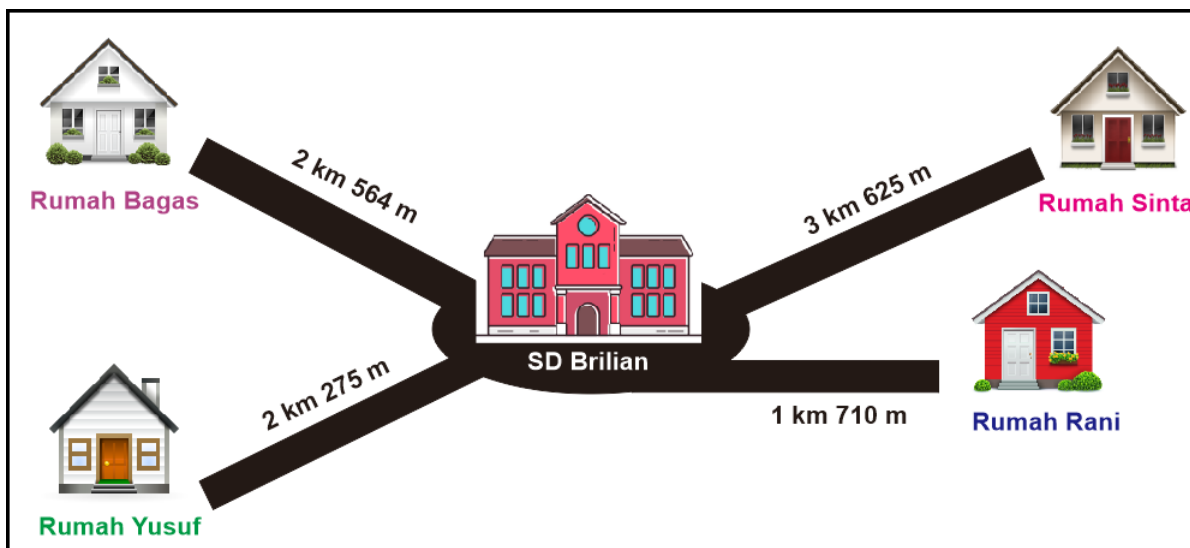 2 km 564 m
3 km 625 m
Rumah Bagas
Rumah Sinta
SD Brilian
2 km 275 m
1 km 710 m
Rumah Rani
Rumah Yusuf